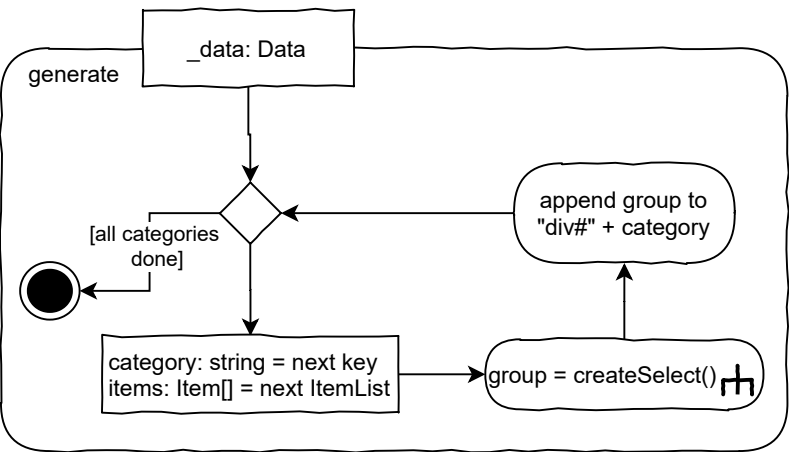 _data: Data
generate
append group to
"div#" + category
[all categories
done]
category: string = next key
items: Item[] = next ItemList
group = createSelect()